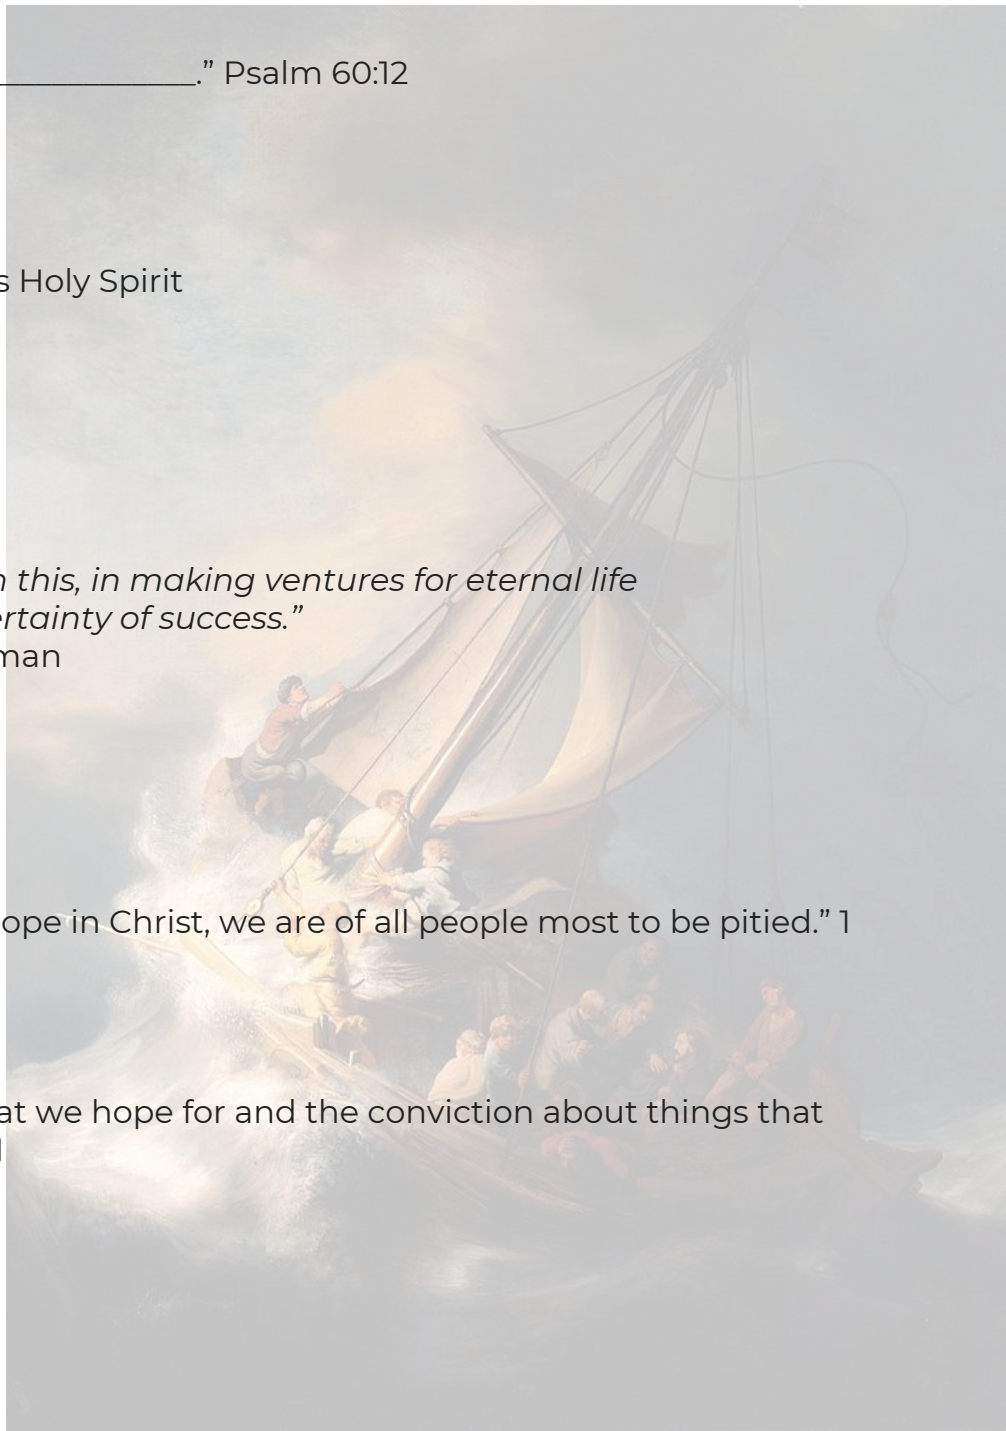 ____________.” Psalm 60:12
s Holy Spirit
this, in making ventures for eternal life
ertainty of success.”
man
ope in Christ, we are of all people most to be pitied.” 1
at we hope for and the conviction about things that